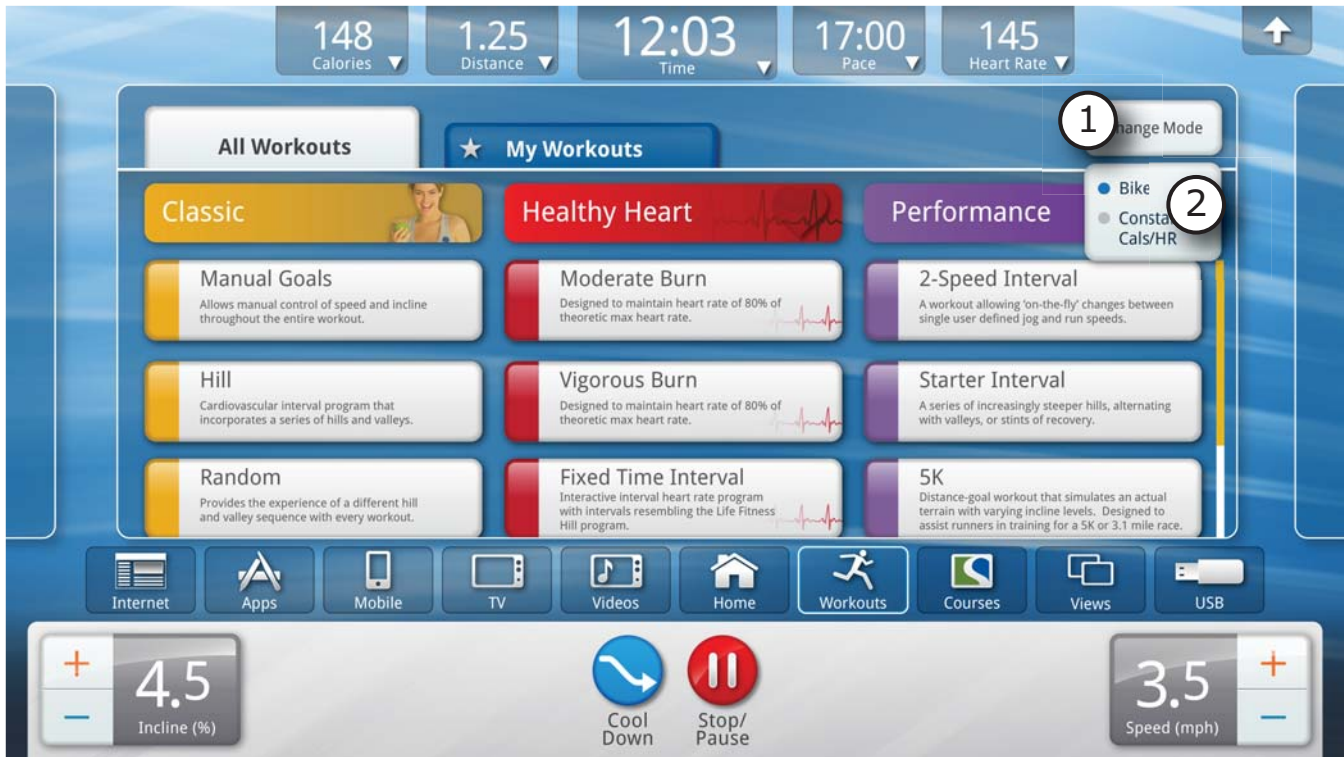 148
Calories
1.25
Distance
12:03
Time
17:00
Pace
145
Heart Rate
All Workouts
My Workouts
1
hange Mode
Bike
2
Consta
Cals/HR
Classic
Healthy Heart
Performance
Manual Goals
Allows manual control of speed and incline
throughout the entire workout.
Moderate Burn
Designed to maintain heart rate of 80% of
theoretic max heart rate.
2-Speed Interval
A workout allowing ‘on-the-fly’ changes between
single user defined jog and run speeds.
Hill
Cardiovascular interval program that
incorporates a series of hills and valleys.
Vigorous Burn
Designed to maintain heart rate of 80% of
theoretic max heart rate.
Starter Interval
A series of increasingly steeper hills, alternating
with valleys, or stints of recovery.
Random
Provides the experience of a different hill
and valley sequence with every workout.
Fixed Time Interval
Interactive interval heart rate program
with intervals resembling the Life Fitness
Hill program.
5K
Distance-goal workout that simulates an actual
terrain with varying incline levels. Designed to
assist runners in training for a 5K or 3.1 mile race.
Internet
Apps
Mobile
TV
Videos
Home
Workouts
Courses
Views
USB
+
4.5
−
Incline (%)
Cool
Down
Stop/
Pause
3.5
+
−
Speed (mph)